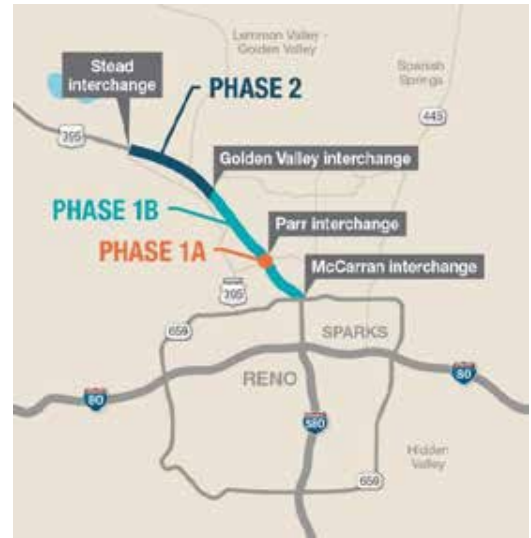 Lemmon Valley -
Golden Valley
Stead
interchange
Spanish
Springs
PHASE 2
445
395
Golden Valley interchange
PHASE 1B
Parr interchange
PHASE 1A
McCarran interchange
395
659
SPARKS
RENO
80
80
580
Hidden
Valley
659